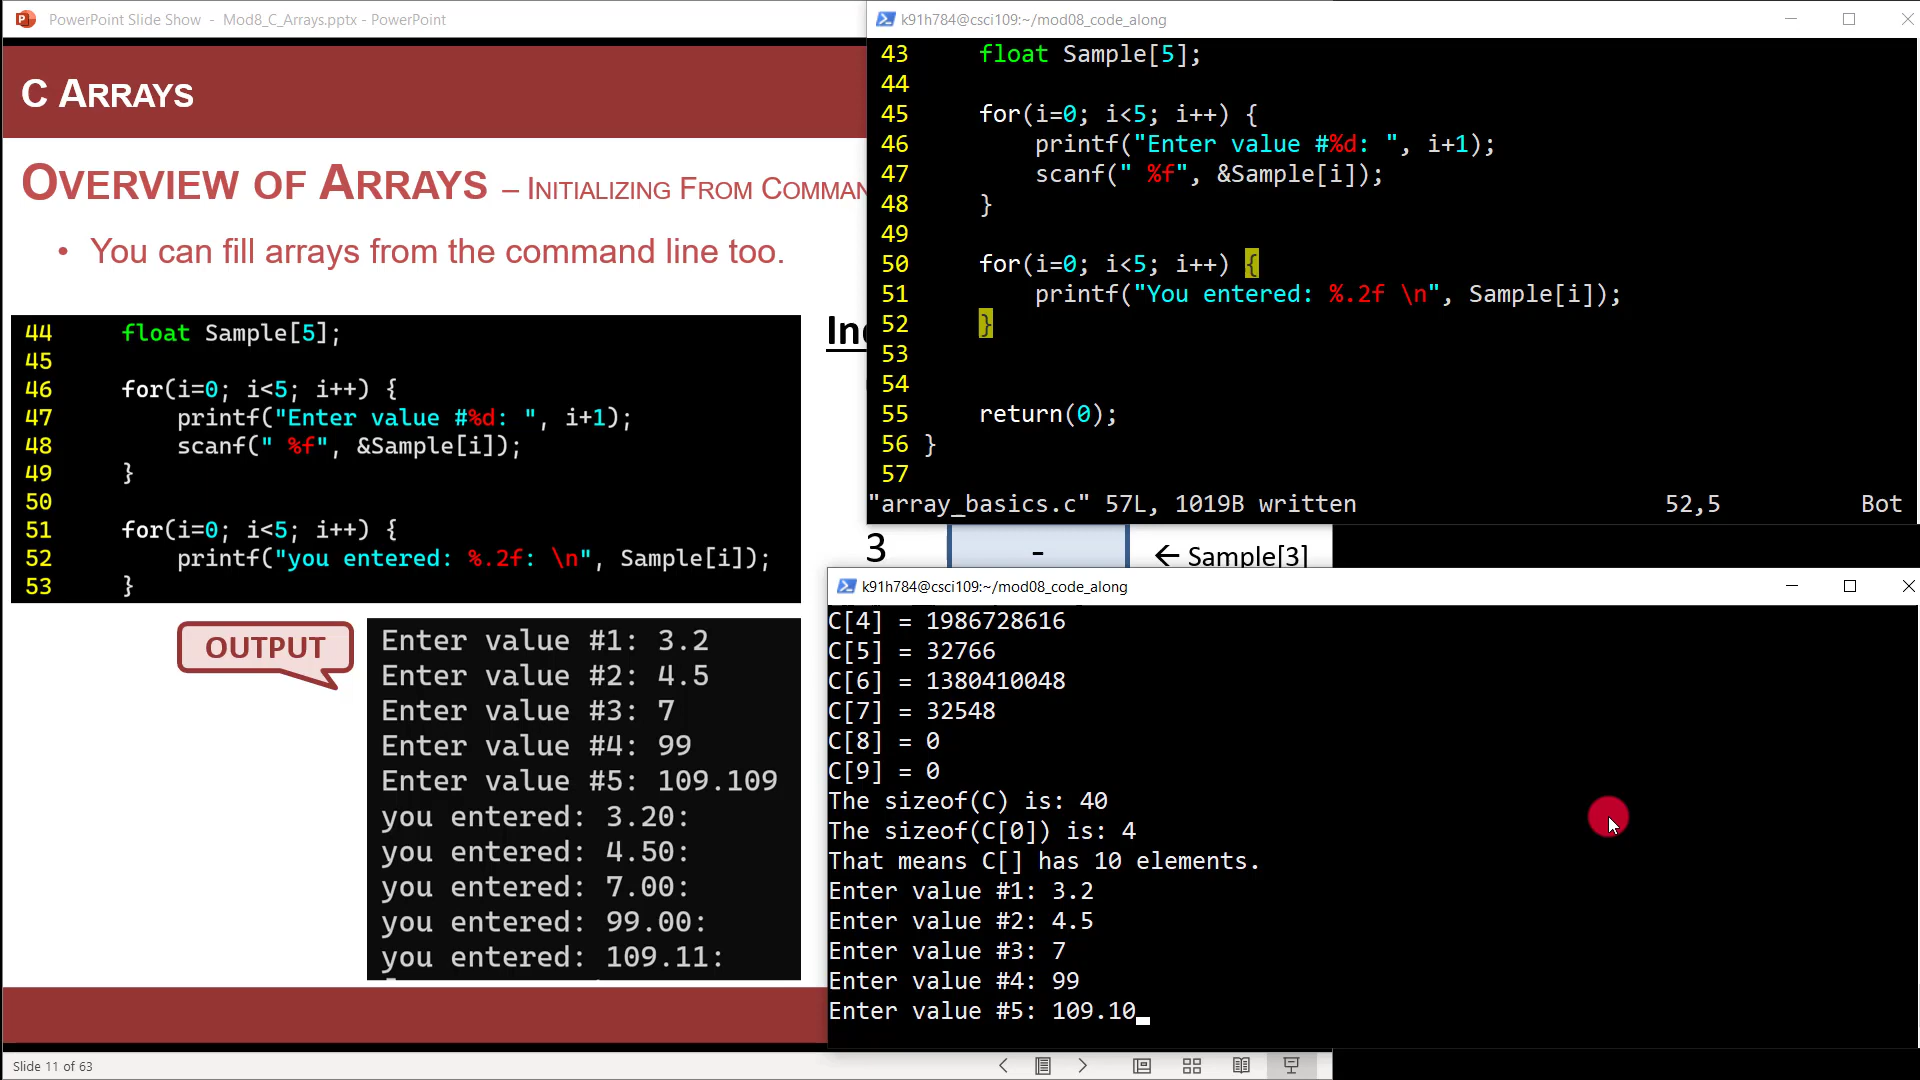 PowerPoint Slide Show - Mod8_C_Arrays.pptx - PowerPoint
C ARRAYS
OVERVIEW OF ARRAYS – INITIALIZING FROM COMMAN
• You can fill arrays from the command line too.
44 float Sample[5];
45
46 for(i=0; i<5; i++) {
47 printf("Enter value #%d: ", i+1);
48 scanf(" %f", &Sample[i]);
49 }
50
51 for(i=0; i<5; i++) {
52 printf("you entered: %.2f: \n", Sample[i]);
53 }
OUTPUT
Enter value #1: 3.2
Enter value #2: 4.5
Enter value #3: 7
Enter value #4: 99
Enter value #5: 109.109
you entered: 3.20:
you entered: 4.50:
you entered: 7.00:
you entered: 99.00:
you entered: 109.11:
3 - ← Sample[3]
Slide 11 of 63
k91h784@csci109:~/mod08_code_along
43 float Sample[5];
44
45 for(i=0; i<5; i++) {
46 printf("Enter value #%d: ", i+1);
47 scanf(" %f", &Sample[i]);
48 }
49
50 for(i=0; i<5; i++) {
51 printf("You entered: %.2f \n", Sample[i]);
52 }
53
54
55 return(0);
56 }
57
"array_basics.c" 57L, 1019B written 52,5 Bot
k91h784@csci109:~/mod08_code_along
C[4] = 1986728616
C[5] = 32766
C[6] = 1380410048
C[7] = 32548
C[8] = 0
C[9] = 0
The sizeof(C) is: 40
The sizeof(C[0]) is: 4
That means C[] has 10 elements.
Enter value #1: 3.2
Enter value #2: 4.5
Enter value #3: 7
Enter value #4: 99
Enter value #5: 109.10